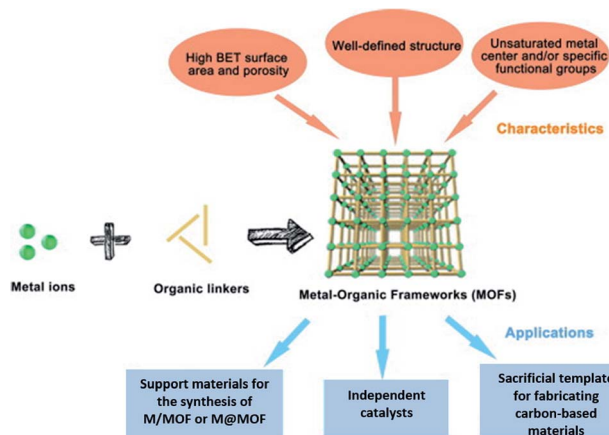 High BET surface
area and porosity
Well-defined structure
Unsaturated metal
center and/or specific
functional groups
Characteristics
Metal ions
Organic linkers
Metal-Organic Frameworks (MOFs)
Applications
Support materials for
the synthesis of
M/MOF or M@MOF
Independent
catalysts
Sacrificial template
for fabricating
carbon-based
materials